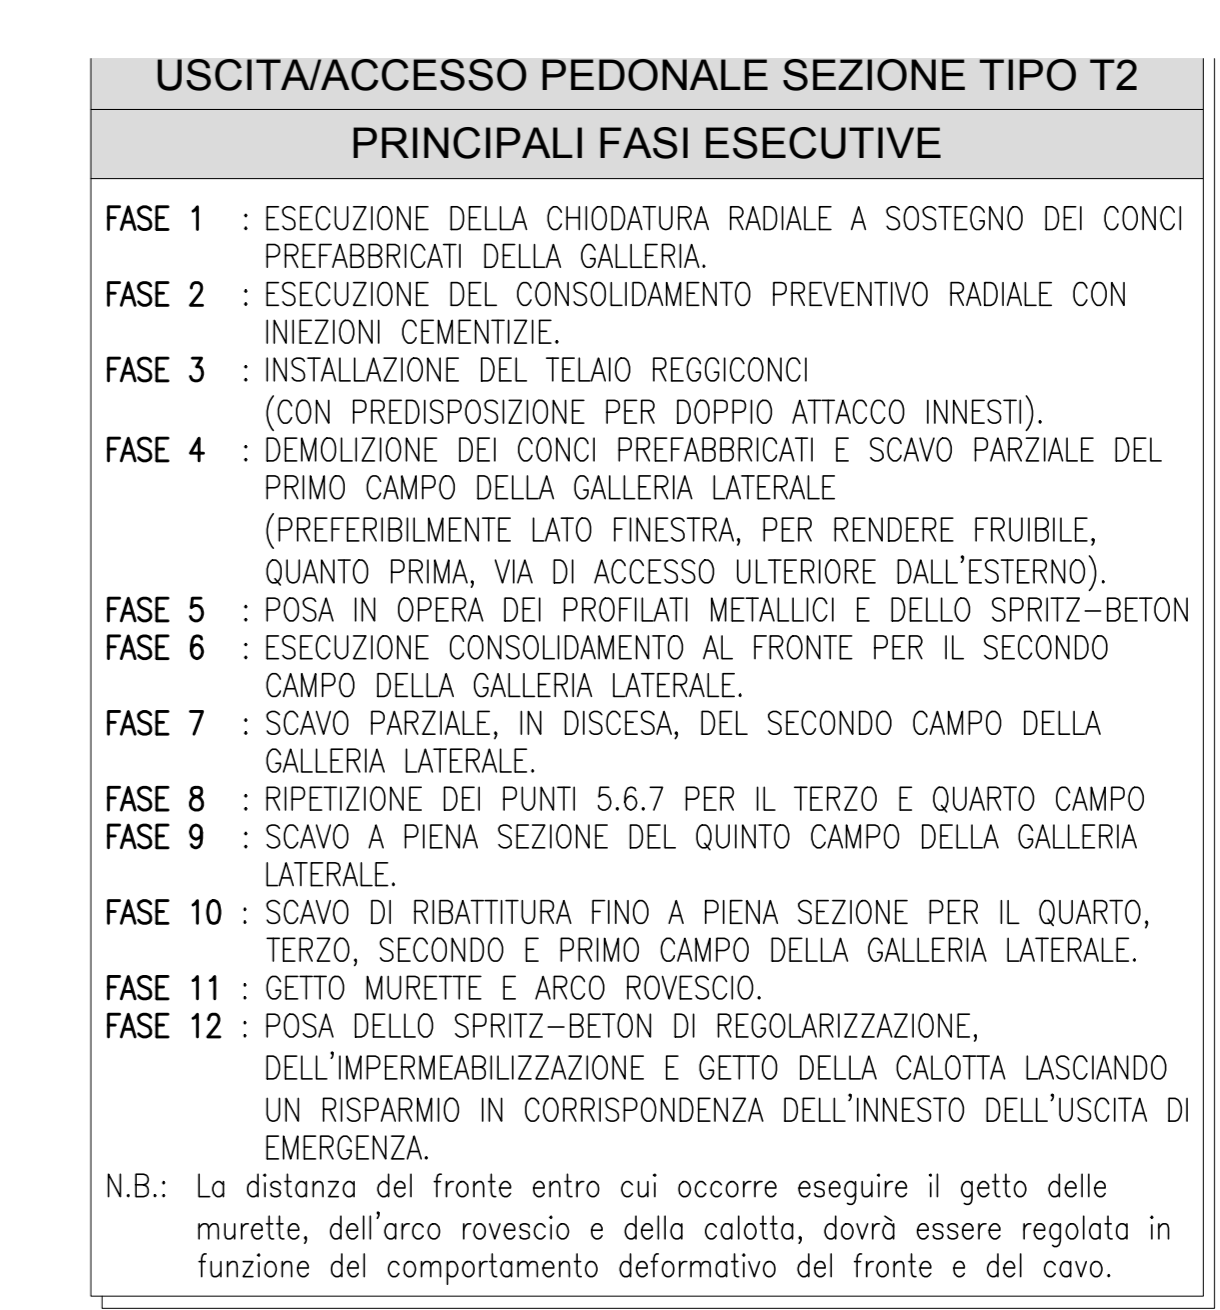 USCITA/ACCESSO PEDONALE SEZIONE TIPO T2
PRINCIPALI FASI ESECUTIVE
FASE 1 : ESECUZIONE DELLA CHIODATURA RADIALE A SOSTEGNO DEI CONCI
PREFABBRICATI DELLA GALLERIA.
FASE 2 : ESECUZIONE DEL CONSOLIDAMENTO PREVENTIVO RADIALE CON
INIEZIONI CEMENTIZIE.
FASE 3 : INSTALLAZIONE DEL TELAIO REGGICONCI
(CON PREDISPOSIZIONE PER DOPPIO ATTACCO INNESTI).
FASE 4 : DEMOLIZIONE DEI CONCI PREFABBRICATI E SCAVO PARZIALE DEL
PRIMO CAMPO DELLA GALLERIA LATERALE
(PREFERIBILMENTE LATO FINESTRA, PER RENDERE FRUIBILE,
QUANTO PRIMA, VIA DI ACCESSO ULTERIORE DALL'ESTERNO).
FASE 5 : POSA IN OPERA DEI PROFILATI METALLICI E DELLO SPRITZ-BETON
FASE 6 : ESECUZIONE CONSOLIDAMENTO AL FRONTE PER IL SECONDO
CAMPO DELLA GALLERIA LATERALE.
FASE 7 : SCAVO PARZIALE, IN DISCESA, DEL SECONDO CAMPO DELLA
GALLERIA LATERALE.
FASE 8 : RIPETIZIONE DEI PUNTI 5.6.7 PER IL TERZO E QUARTO CAMPO
FASE 9 : SCAVO A PIENA SEZIONE DEL QUINTO CAMPO DELLA GALLERIA
LATERALE.
FASE 10 : SCAVO DI RIBATTITURA FINO A PIENA SEZIONE PER IL QUARTO,
TERZO, SECONDO E PRIMO CAMPO DELLA GALLERIA LATERALE.
FASE 11 : GETTO MURETTE E ARCO ROVESCIO.
FASE 12 : POSA DELLO SPRITZ-BETON DI REGOLARIZZAZIONE,
DELL'IMPERMEABILIZZAZIONE E GETTO DELLA CALOTTA LASCIANDO
UN RISPARMIO IN CORRISPONDENZA DELL'INNESTO DELL'USCITA DI
EMERGENZA.
N.B.: La distanza del fronte entro cui occorre eseguire il getto delle
murette, dell'arco rovescio e della calotta, dovrà essere regolata in
funzione del comportamento deformativo del fronte e del cavo.